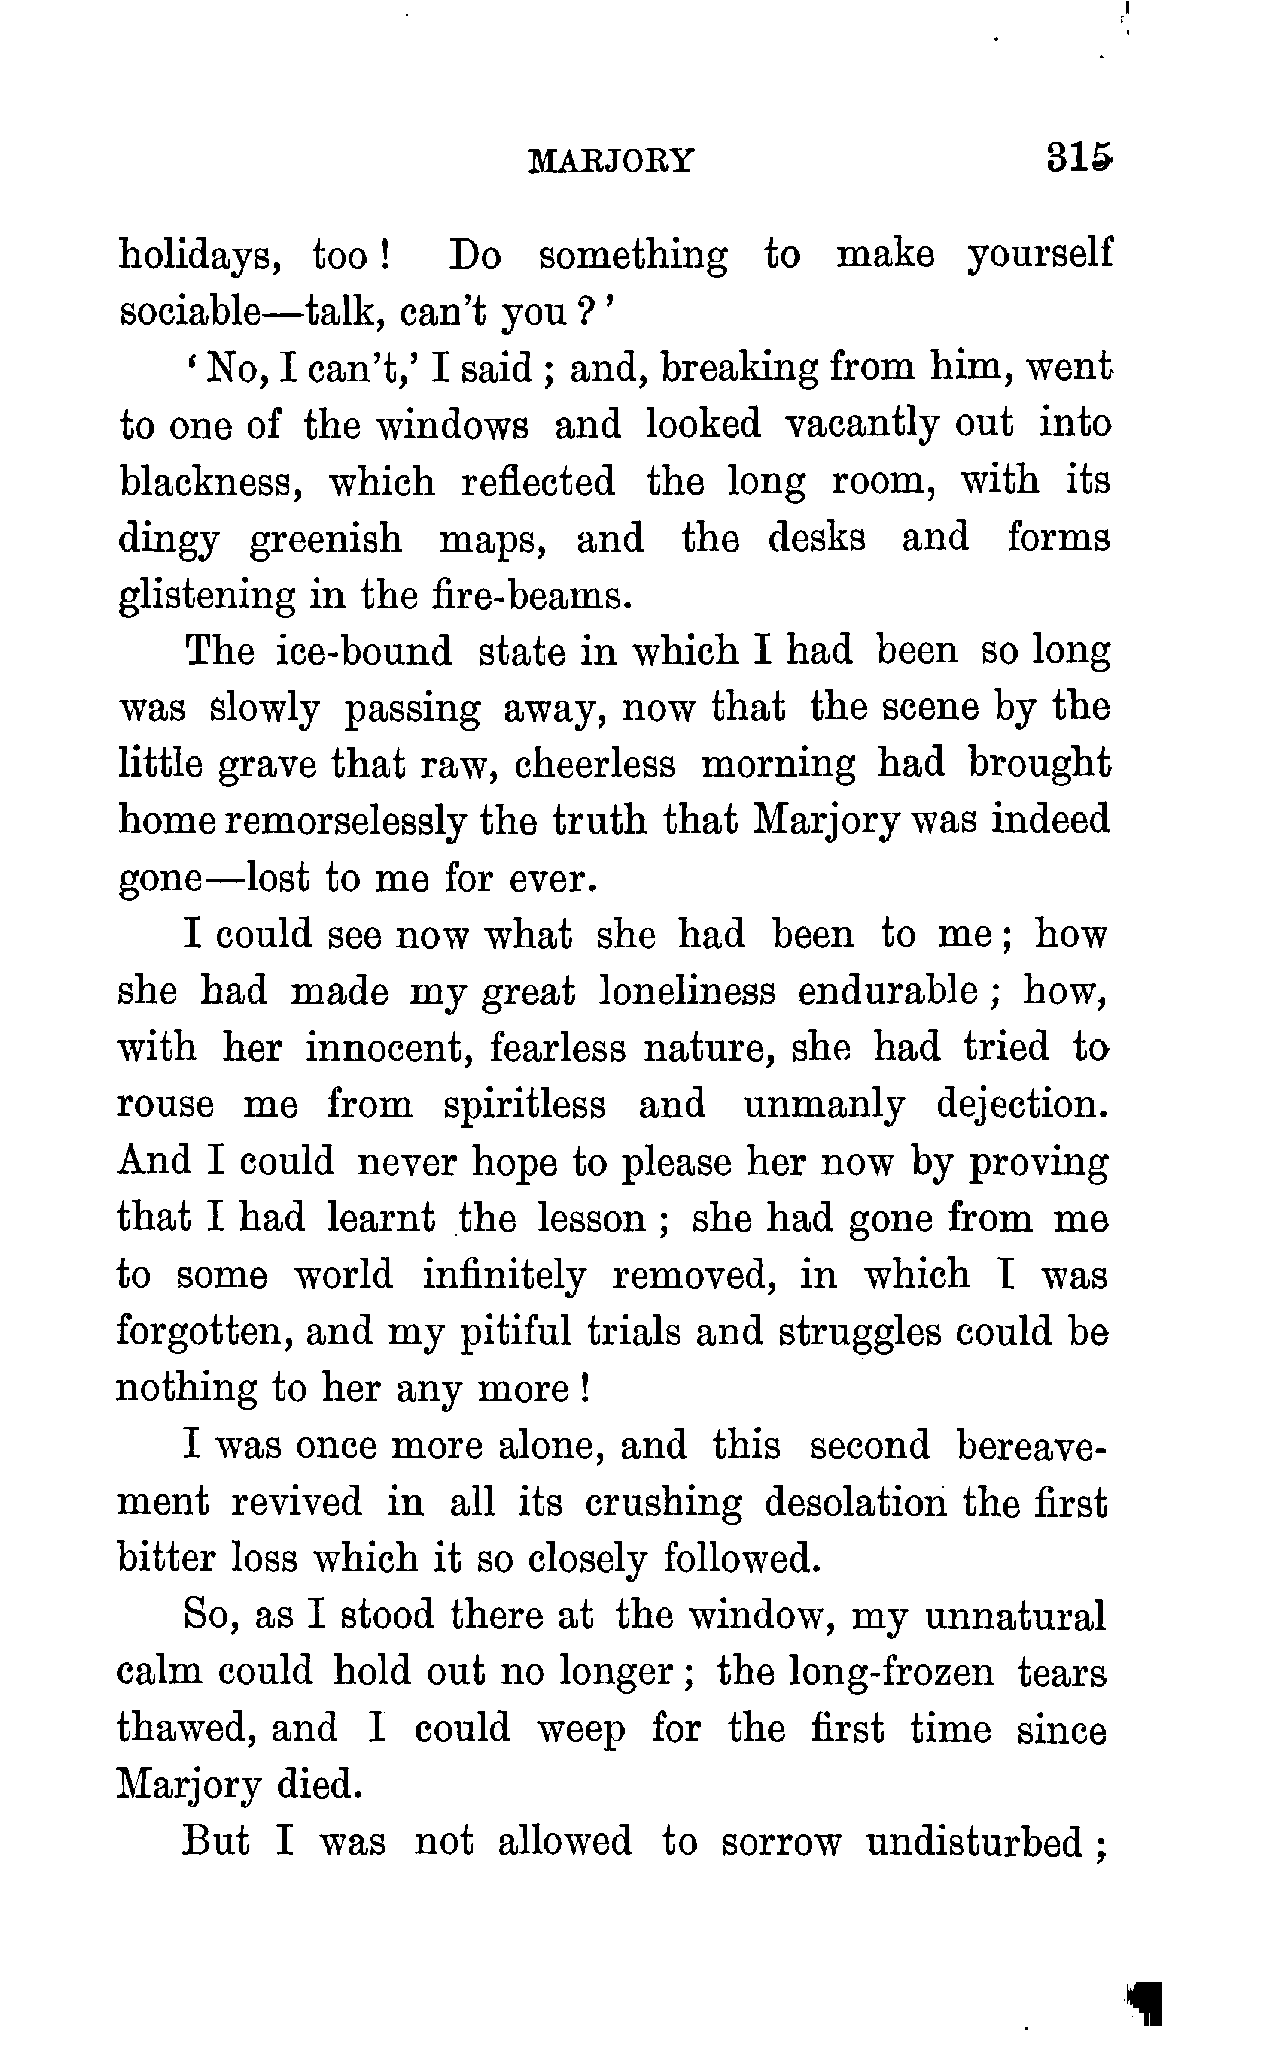 MARJORY 315
holidays, too! Do something to make yourself
sociable—talk, can't you?'
'No, I can't,' I said; and, breaking from him, went
to one of the windows and looked vacantly out into
blackness, which reflected the long room, with its
dingy greenish maps, and the desks and forms
glistening in the fire-beams.
The ice-bound state in which I had been so long
was slowly passing away, now that the scene by the
little grave that raw, cheerless morning had brought
home remorselessly the truth that Marjory was indeed
gone—lost to me for ever.
I could see now what she had been to me; how
she had made my great loneliness endurable; how,
with her innocent, fearless nature, she had tried to
rouse me from spiritless and unmanly dejection.
And I could never hope to please her now by proving
that I had learnt the lesson; she had gone from me
to some world infinitely removed, in which I was
forgotten, and my pitiful trials and struggles could be
nothing to her any more!
I was once more alone, and this second bereave-
ment revived in all its crushing desolation the first
bitter loss which it so closely followed.
So, as I stood there at the window, my unnatural
calm could hold out no longer; the long-frozen tears
thawed, and I could weep for the first time since
Marjory died.
But I was not allowed to sorrow undisturbed;